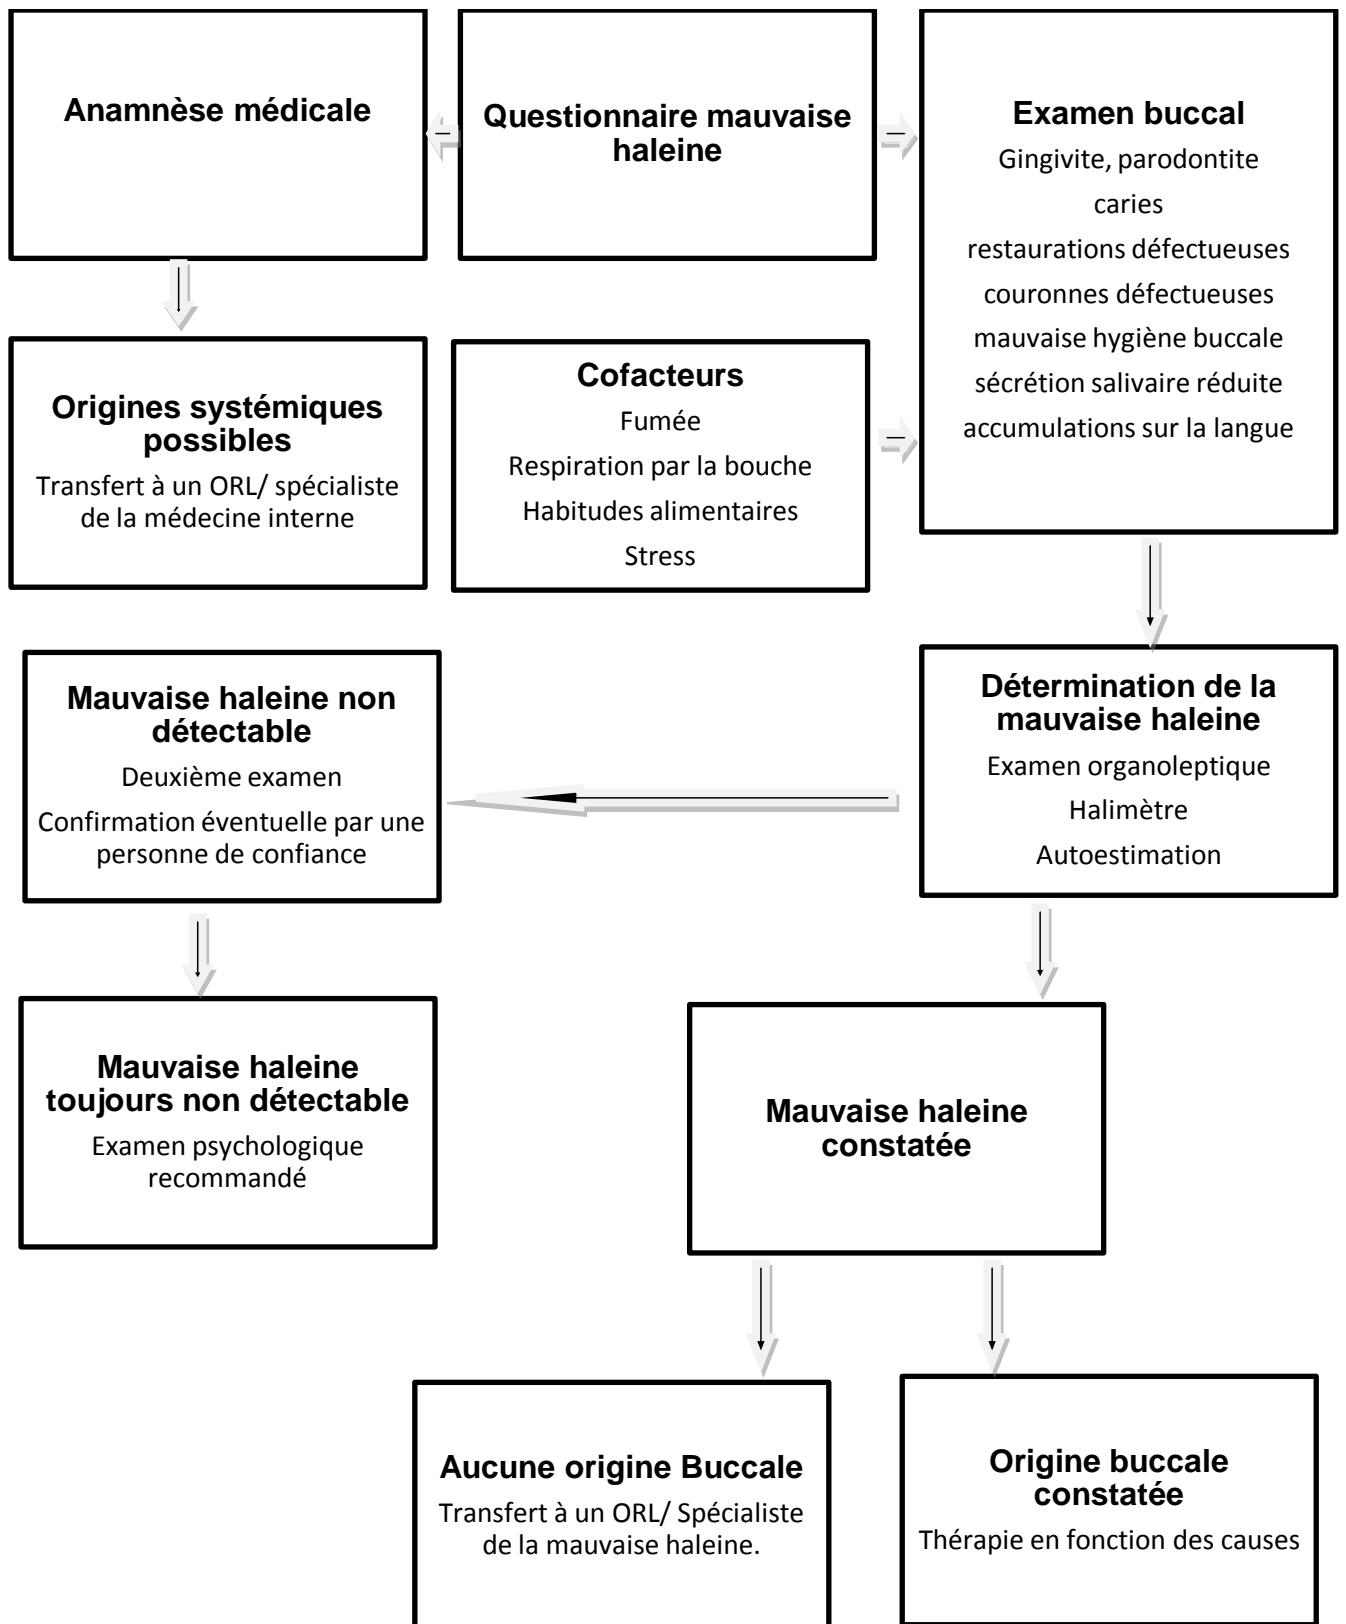 Anamnèse médicale
Questionnaire mauvaise
haleine
Examen buccal
Gingivite, parodontite
caries
restaurations défectueuses
couronnes défectueuses
mauvaise hygiène buccale
sécrétion salivaire réduite
accumulations sur la langue
Origines systémiques
possibles
Transfert à un ORL/ spécialiste
de la médecine interne
Cofacteurs
Fumée
Respiration par la bouche
Habitudes alimentaires
Stress
Mauvaise haleine non
détectable
Deuxième examen
Confirmation éventuelle par une
personne de confiance
Détermination de la
mauvaise haleine
Examen organoleptique
Halimètre
Autoestimation
Mauvaise haleine
toujours non détectable
Examen psychologique
recommandé
Mauvaise haleine
constatée
Aucune origine Buccale
Transfert à un ORL/ Spécialiste
de la mauvaise haleine.
Origine buccale
constatée
Thérapie en fonction des causes